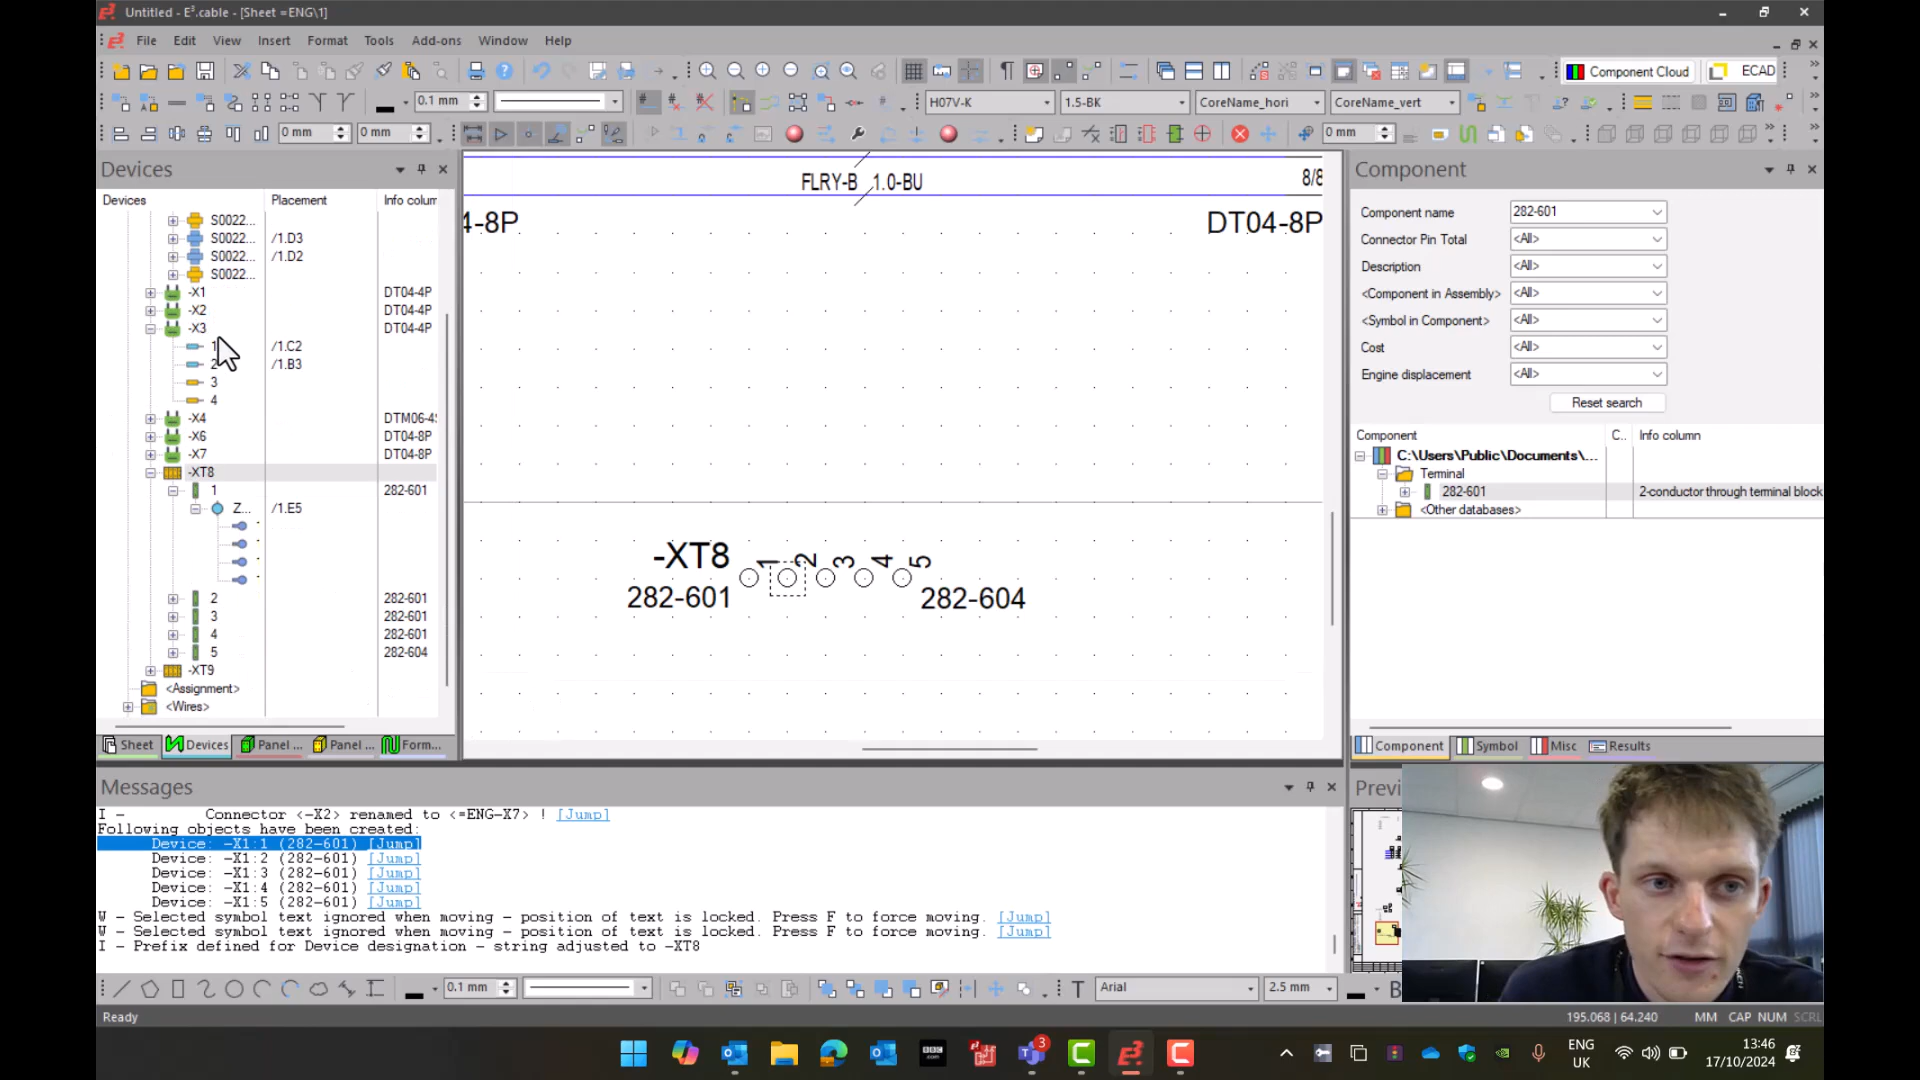 Untitled - E³.cable - [Sheet =ENG\1]
File Edit View Insert Format Tools Add-ons Window Help
Component Cloud ECAD
0.1 mm H07V-K 1.5-BK CoreName_hori CoreName_vert
0 mm 0 mm 0 mm
Devices
Devices Placement Info colum
S0022...
S0022... /1.D3
S0022... /1.D2
S0022...
-X1 DT04-4P
-X2 DT04-4P
-X3 DT04-4P
1 /1.C2
2 /1.B3
3
4
-X4 DTM06-4S
-X6 DT04-8P
-X7 DT04-8P
-XT8
1 282-601
Z... /1.E5
2 282-601
3 282-601
4 282-601
5 282-604
-XT9
<Assignment>
<Wires>
Sheet Devices Panel ... Panel ... Form...
FLRY-B 1.0-BU 8/8
4-8P DT04-8P
-XT8 1 2 3 4 5
282-601 282-604
Component
Component name 282-601
Connector Pin Total <All>
Description <All>
<Component in Assembly> <All>
<Symbol in Component> <All>
Cost <All>
Engine displacement <All>
Reset search
Component C.. Info column
C:\Users\Public\Documents\...
Terminal
282-601 2-conductor through terminal block
<Other databases>
Component Symbol Misc Results
Messages
I - Connector <-X2> renamed to <=ENG-X7> ! [Jump]
Following objects have been created:
Device: -X1:1 (282-601) [Jump]
Device: -X1:2 (282-601) [Jump]
Device: -X1:3 (282-601) [Jump]
Device: -X1:4 (282-601) [Jump]
Device: -X1:5 (282-601) [Jump]
W - Selected symbol text ignored when moving - position of text is locked. Press F to force moving. [Jump]
W - Selected symbol text ignored when moving - position of text is locked. Press F to force moving. [Jump]
I - Prefix defined for Device designation - string adjusted to -XT8
Previ
0.1 mm T Arial 2.5 mm B
Ready 195.068 | 64.240 MM CAP NUM SCRL
BBC .com 3 ENG UK 13:46 17/10/2024